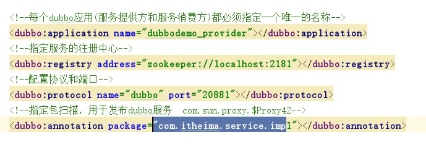 <!--每个dubbo应用(服务提供方和服务消费方)都必须指定一个唯一的名称-->
<dubbo:application name="dubbodemo_provider"></dubbo:application>
<!--指定服务的注册中心-->
<dubbo:registry address="zookeeper://localhost:2181"></dubbo:registry>
<!--配置协议和端口-->
<dubbo:protocol name="dubbo" port="20881"></dubbo:protocol>
<!--指定包扫描，用于发布dubbo服务  com.sun.proxy.$Proxy42-->
<dubbo:annotation package="com.itheima.service.impl"></dubbo:annotation>